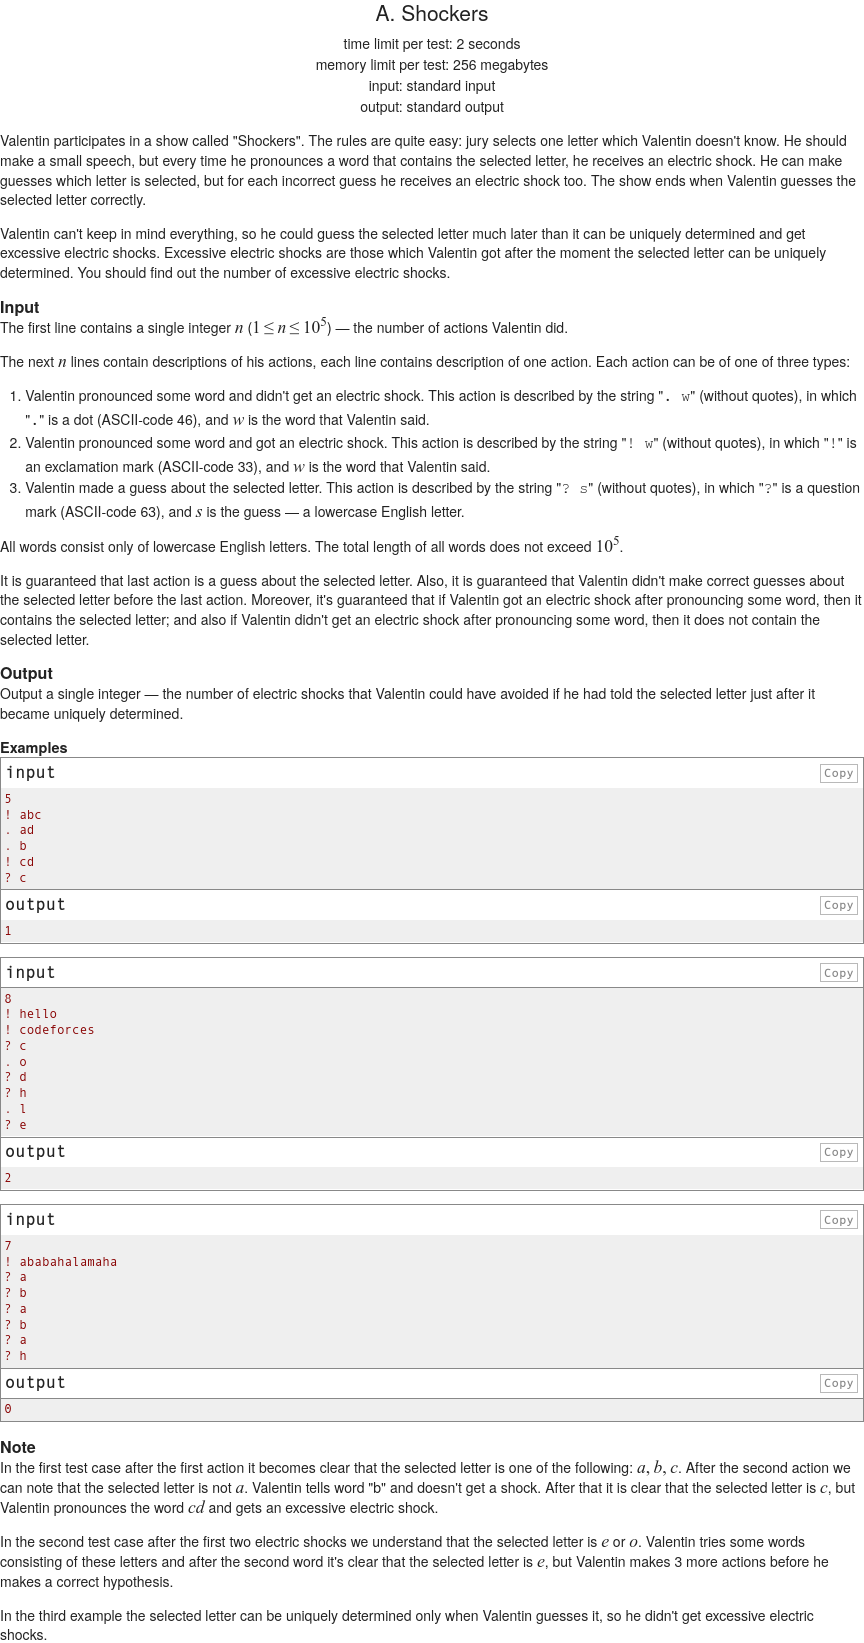 A. Shockers
time limit per test: 2 seconds
memory limit per test: 256 megabytes
input: standard input
output: standard output
Valentin participates in a show called "Shockers". The rules are quite easy: jury selects one letter which Valentin doesn't know. He should
make a small speech, but every time he pronounces a word that contains the selected letter, he receives an electric shock. He can make
guesses which letter is selected, but for each incorrect guess he receives an electric shock too. The show ends when Valentin guesses the
selected letter correctly.
Valentin can't keep in mind everything, so he could guess the selected letter much later than it can be uniquely determined and get
excessive electric shocks. Excessive electric shocks are those which Valentin got after the moment the selected letter can be uniquely
determined. You should find out the number of excessive electric shocks.
Input
The first line contains a single integer n (1 ≤ n ≤ 10^5) — the number of actions Valentin did.
The next n lines contain descriptions of his actions, each line contains description of one action. Each action can be of one of three types:
1. Valentin pronounced some word and didn't get an electric shock. This action is described by the string ". w" (without quotes), in which
"." is a dot (ASCII-code 46), and w is the word that Valentin said.
2. Valentin pronounced some word and got an electric shock. This action is described by the string "! w" (without quotes), in which "!" is
an exclamation mark (ASCII-code 33), and w is the word that Valentin said.
3. Valentin made a guess about the selected letter. This action is described by the string "? s" (without quotes), in which "?" is a question
mark (ASCII-code 63), and s is the guess — a lowercase English letter.
All words consist only of lowercase English letters. The total length of all words does not exceed 10^5.
It is guaranteed that last action is a guess about the selected letter. Also, it is guaranteed that Valentin didn't make correct guesses about
the selected letter before the last action. Moreover, it's guaranteed that if Valentin got an electric shock after pronouncing some word, then it
contains the selected letter; and also if Valentin didn't get an electric shock after pronouncing some word, then it does not contain the
selected letter.
Output
Output a single integer — the number of electric shocks that Valentin could have avoided if he had told the selected letter just after it
became uniquely determined.
Examples
input Copy
5
! abc
. ad
. b
! cd
? c
output Copy
1
input Copy
8
! hello
! codeforces
? c
. o
? d
? h
. l
? e
output Copy
2
input Copy
7
! ababahalamaha
? a
? b
? a
? b
? a
? h
output Copy
0
Note
In the first test case after the first action it becomes clear that the selected letter is one of the following: a, b, c. After the second action we
can note that the selected letter is not a. Valentin tells word "b" and doesn't get a shock. After that it is clear that the selected letter is c, but
Valentin pronounces the word cd and gets an excessive electric shock.
In the second test case after the first two electric shocks we understand that the selected letter is e or o. Valentin tries some words
consisting of these letters and after the second word it's clear that the selected letter is e, but Valentin makes 3 more actions before he
makes a correct hypothesis.
In the third example the selected letter can be uniquely determined only when Valentin guesses it, so he didn't get excessive electric
shocks.